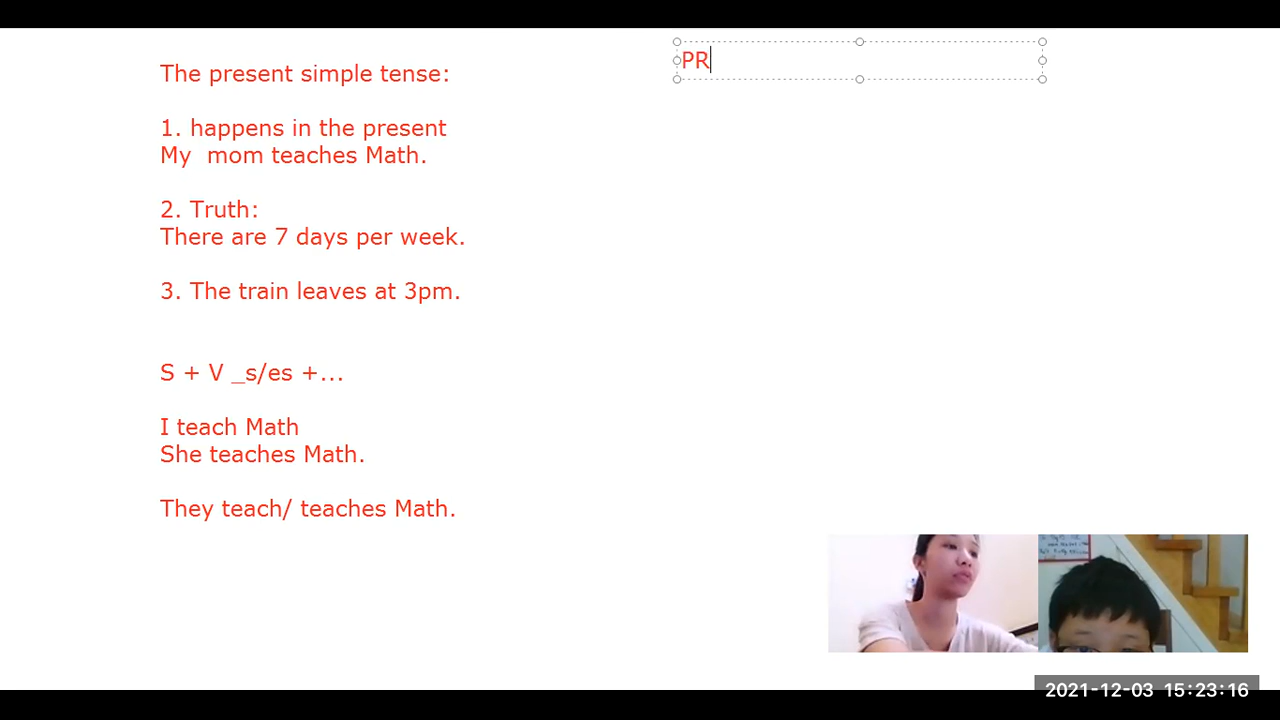 The present simple tense:
1. happens in the present
My  mom teaches Math.
2. Truth:
There are 7 days per week.
3. The train leaves at 3pm.
S + V _s/es +...
I teach Math
She teaches Math.
They teach/ teaches Math.
PR
2021-12-03 15:23:16